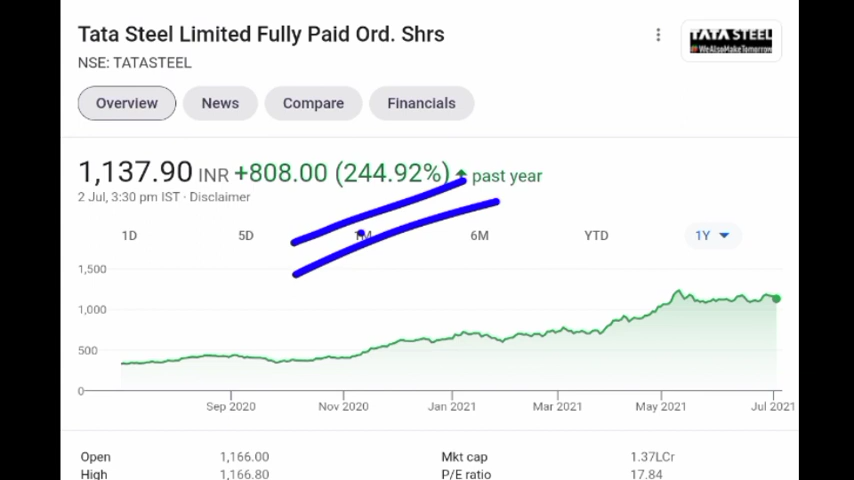 Tata Steel Limited Fully Paid Ord. Shrs
TATA STEEL
#WeAlsoMakeTomorrow
NSE: TATASTEEL
Overview News Compare Financials
1,137.90 INR +808.00 (244.92%) ↑ past year
2 Jul, 3:30 pm IST · Disclaimer
1D 5D 1M 6M YTD 1Y
1,500
1,000
500
0
Sep 2020 Nov 2020 Jan 2021 Mar 2021 May 2021 Jul 2021
Open 1,166.00 Mkt cap 1.37LCr
High 1,166.80 P/E ratio 17.84